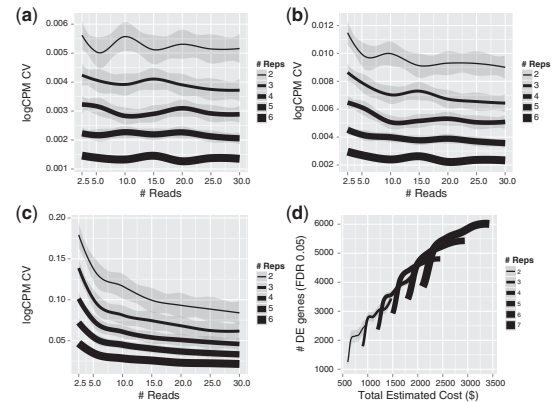 (a)
0.006
0.005
0.004
0.003
0.002
0.001
logCPM CV
2.5 5.0 10.0 15.0 20.0 25.0 30.0
# Reads
# Reps
2
3
4
5
6
(b)
0.012
0.010
0.008
0.006
0.004
0.002
logCPM CV
2.5 5.0 10.0 15.0 20.0 25.0 30.0
# Reads
# Reps
2
3
4
5
6
(c)
0.20
0.15
0.10
0.05
logCPM CV
2.5 5.0 10.0 15.0 20.0 25.0 30.0
# Reads
# Reps
2
3
4
5
6
(d)
6000
5000
4000
3000
2000
1000
# DE genes (FDR 0.05)
500 1000 1500 2000 2500 3000 3500
Total Estimated Cost ($)
# Reps
2
3
4
5
6
7